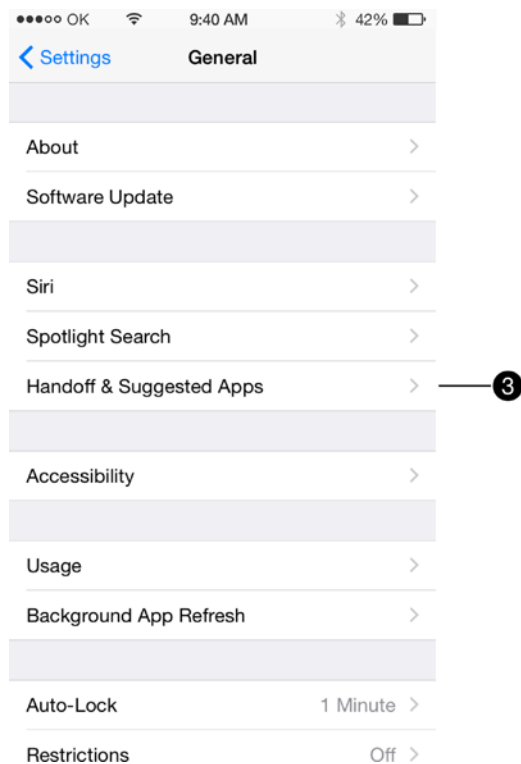 OK 9:40 AM 42%
Settings General
About
Software Update
Siri
Spotlight Search
Handoff & Suggested Apps
3
Accessibility
Usage
Background App Refresh
Auto-Lock 1 Minute
Restrictions Off